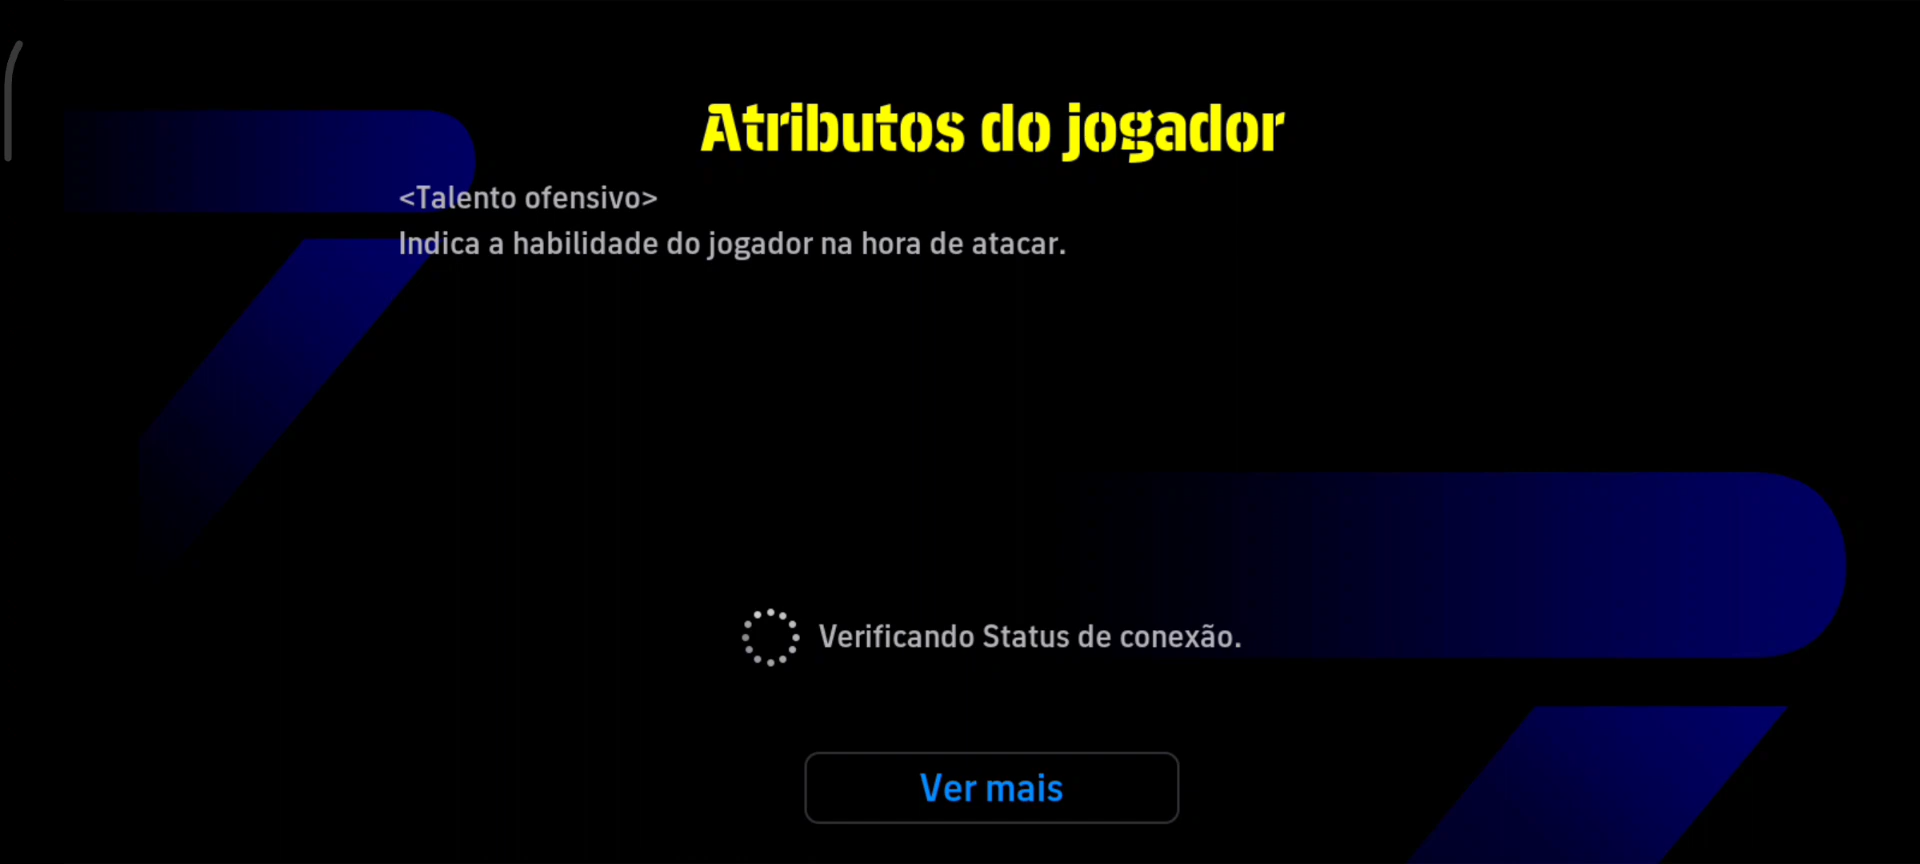 Atributos do jogador
<Talento ofensivo>
Indica a habilidade do jogador na hora de atacar.
Verificando Status de conexão.
Ver mais